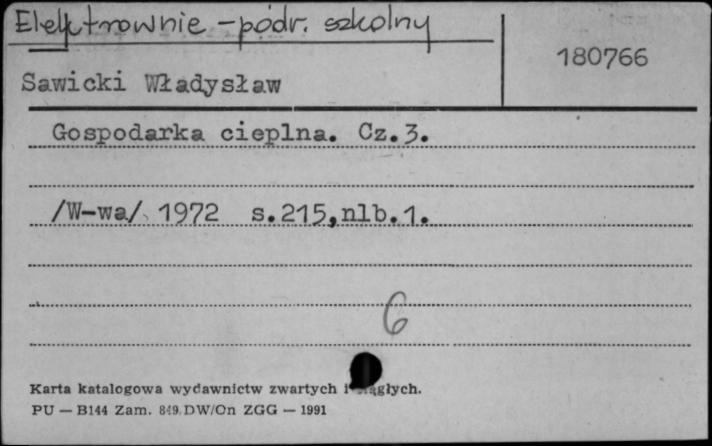 Elektrownie - podr. szkolny
180766
Sawicki Władysław
Gospodarka cieplna. Cz.3.
/W-wa/ 1972 s.215,nlb.1.
6
Karta katalogowa wydawnictw zwartych i
PU — B144 Zam. 849 DW/On ZGG — 1991